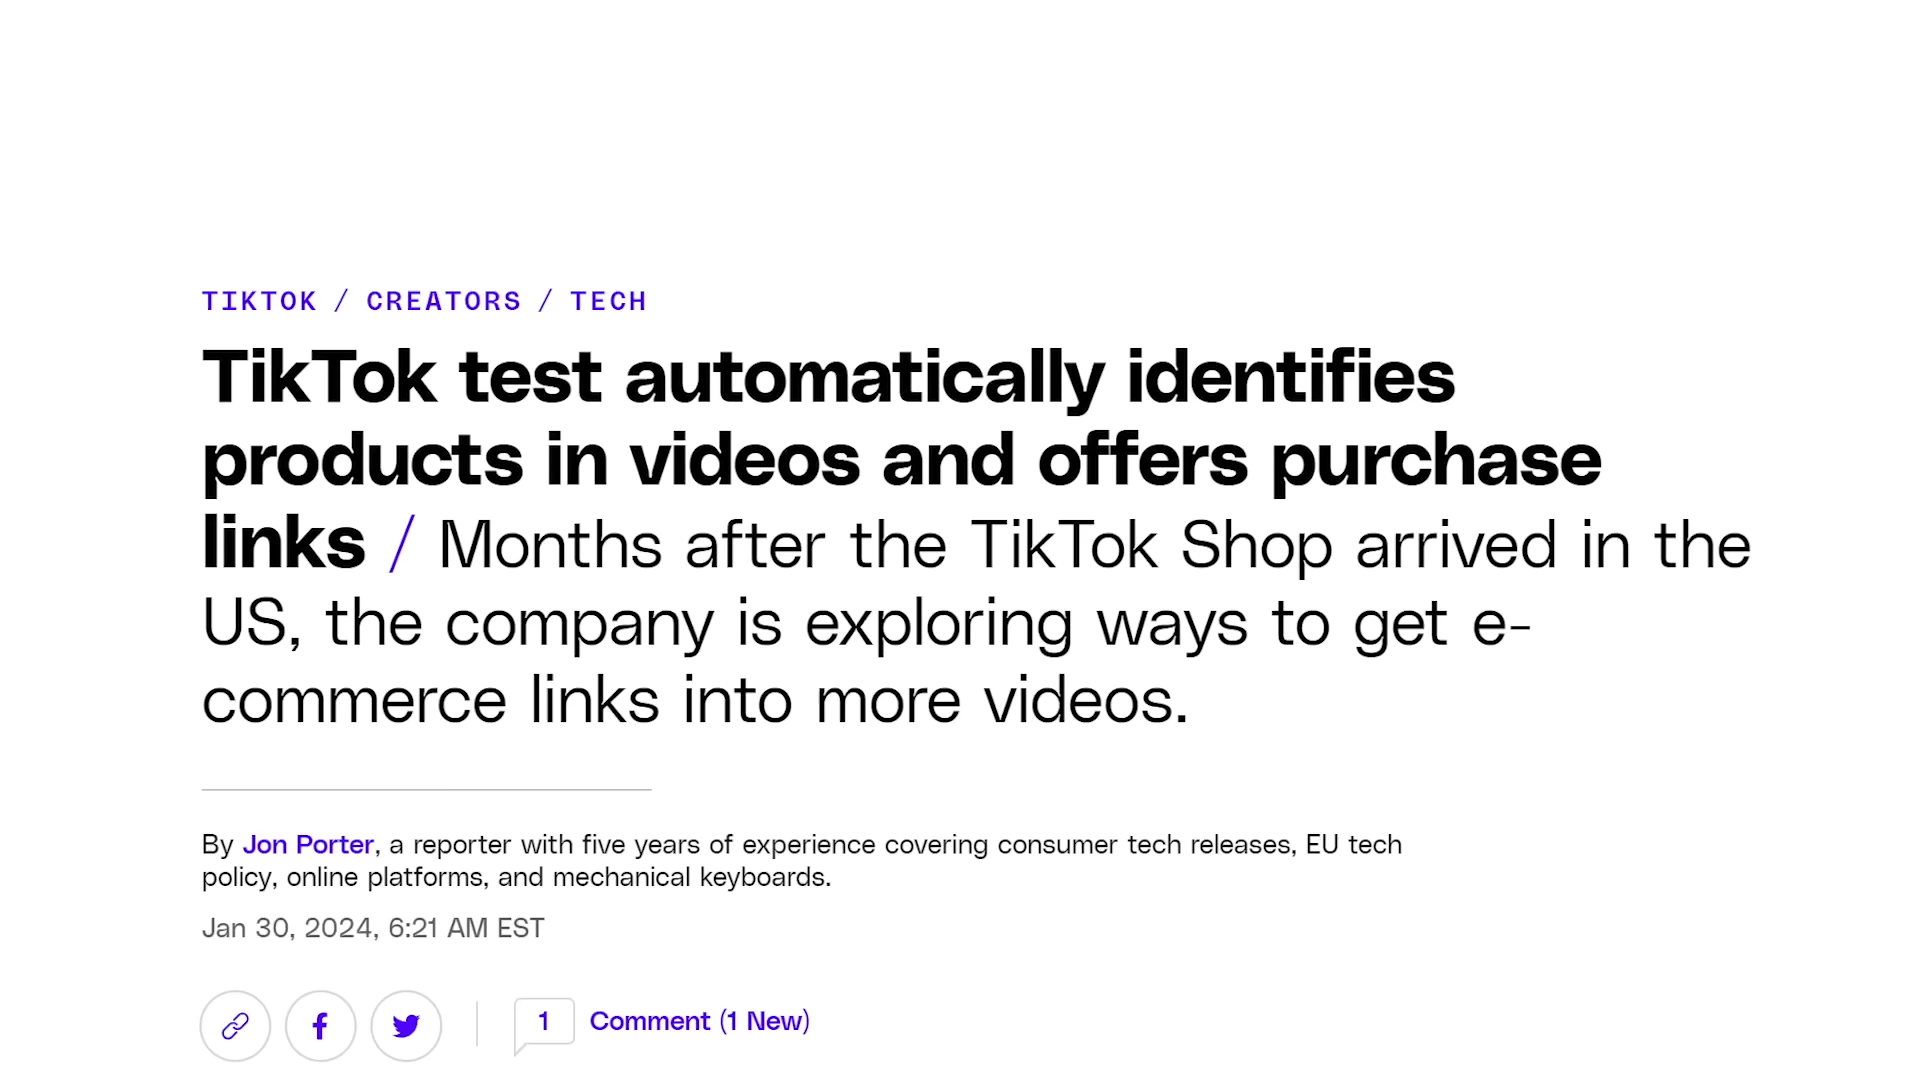 TIKTOK / CREATORS / TECH
TikTok test automatically identifies
products in videos and offers purchase
links / Months after the TikTok Shop arrived in the
US, the company is exploring ways to get e-
commerce links into more videos.
By Jon Porter, a reporter with five years of experience covering consumer tech releases, EU tech
policy, online platforms, and mechanical keyboards.
Jan 30, 2024, 6:21 AM EST
1 Comment (1 New)